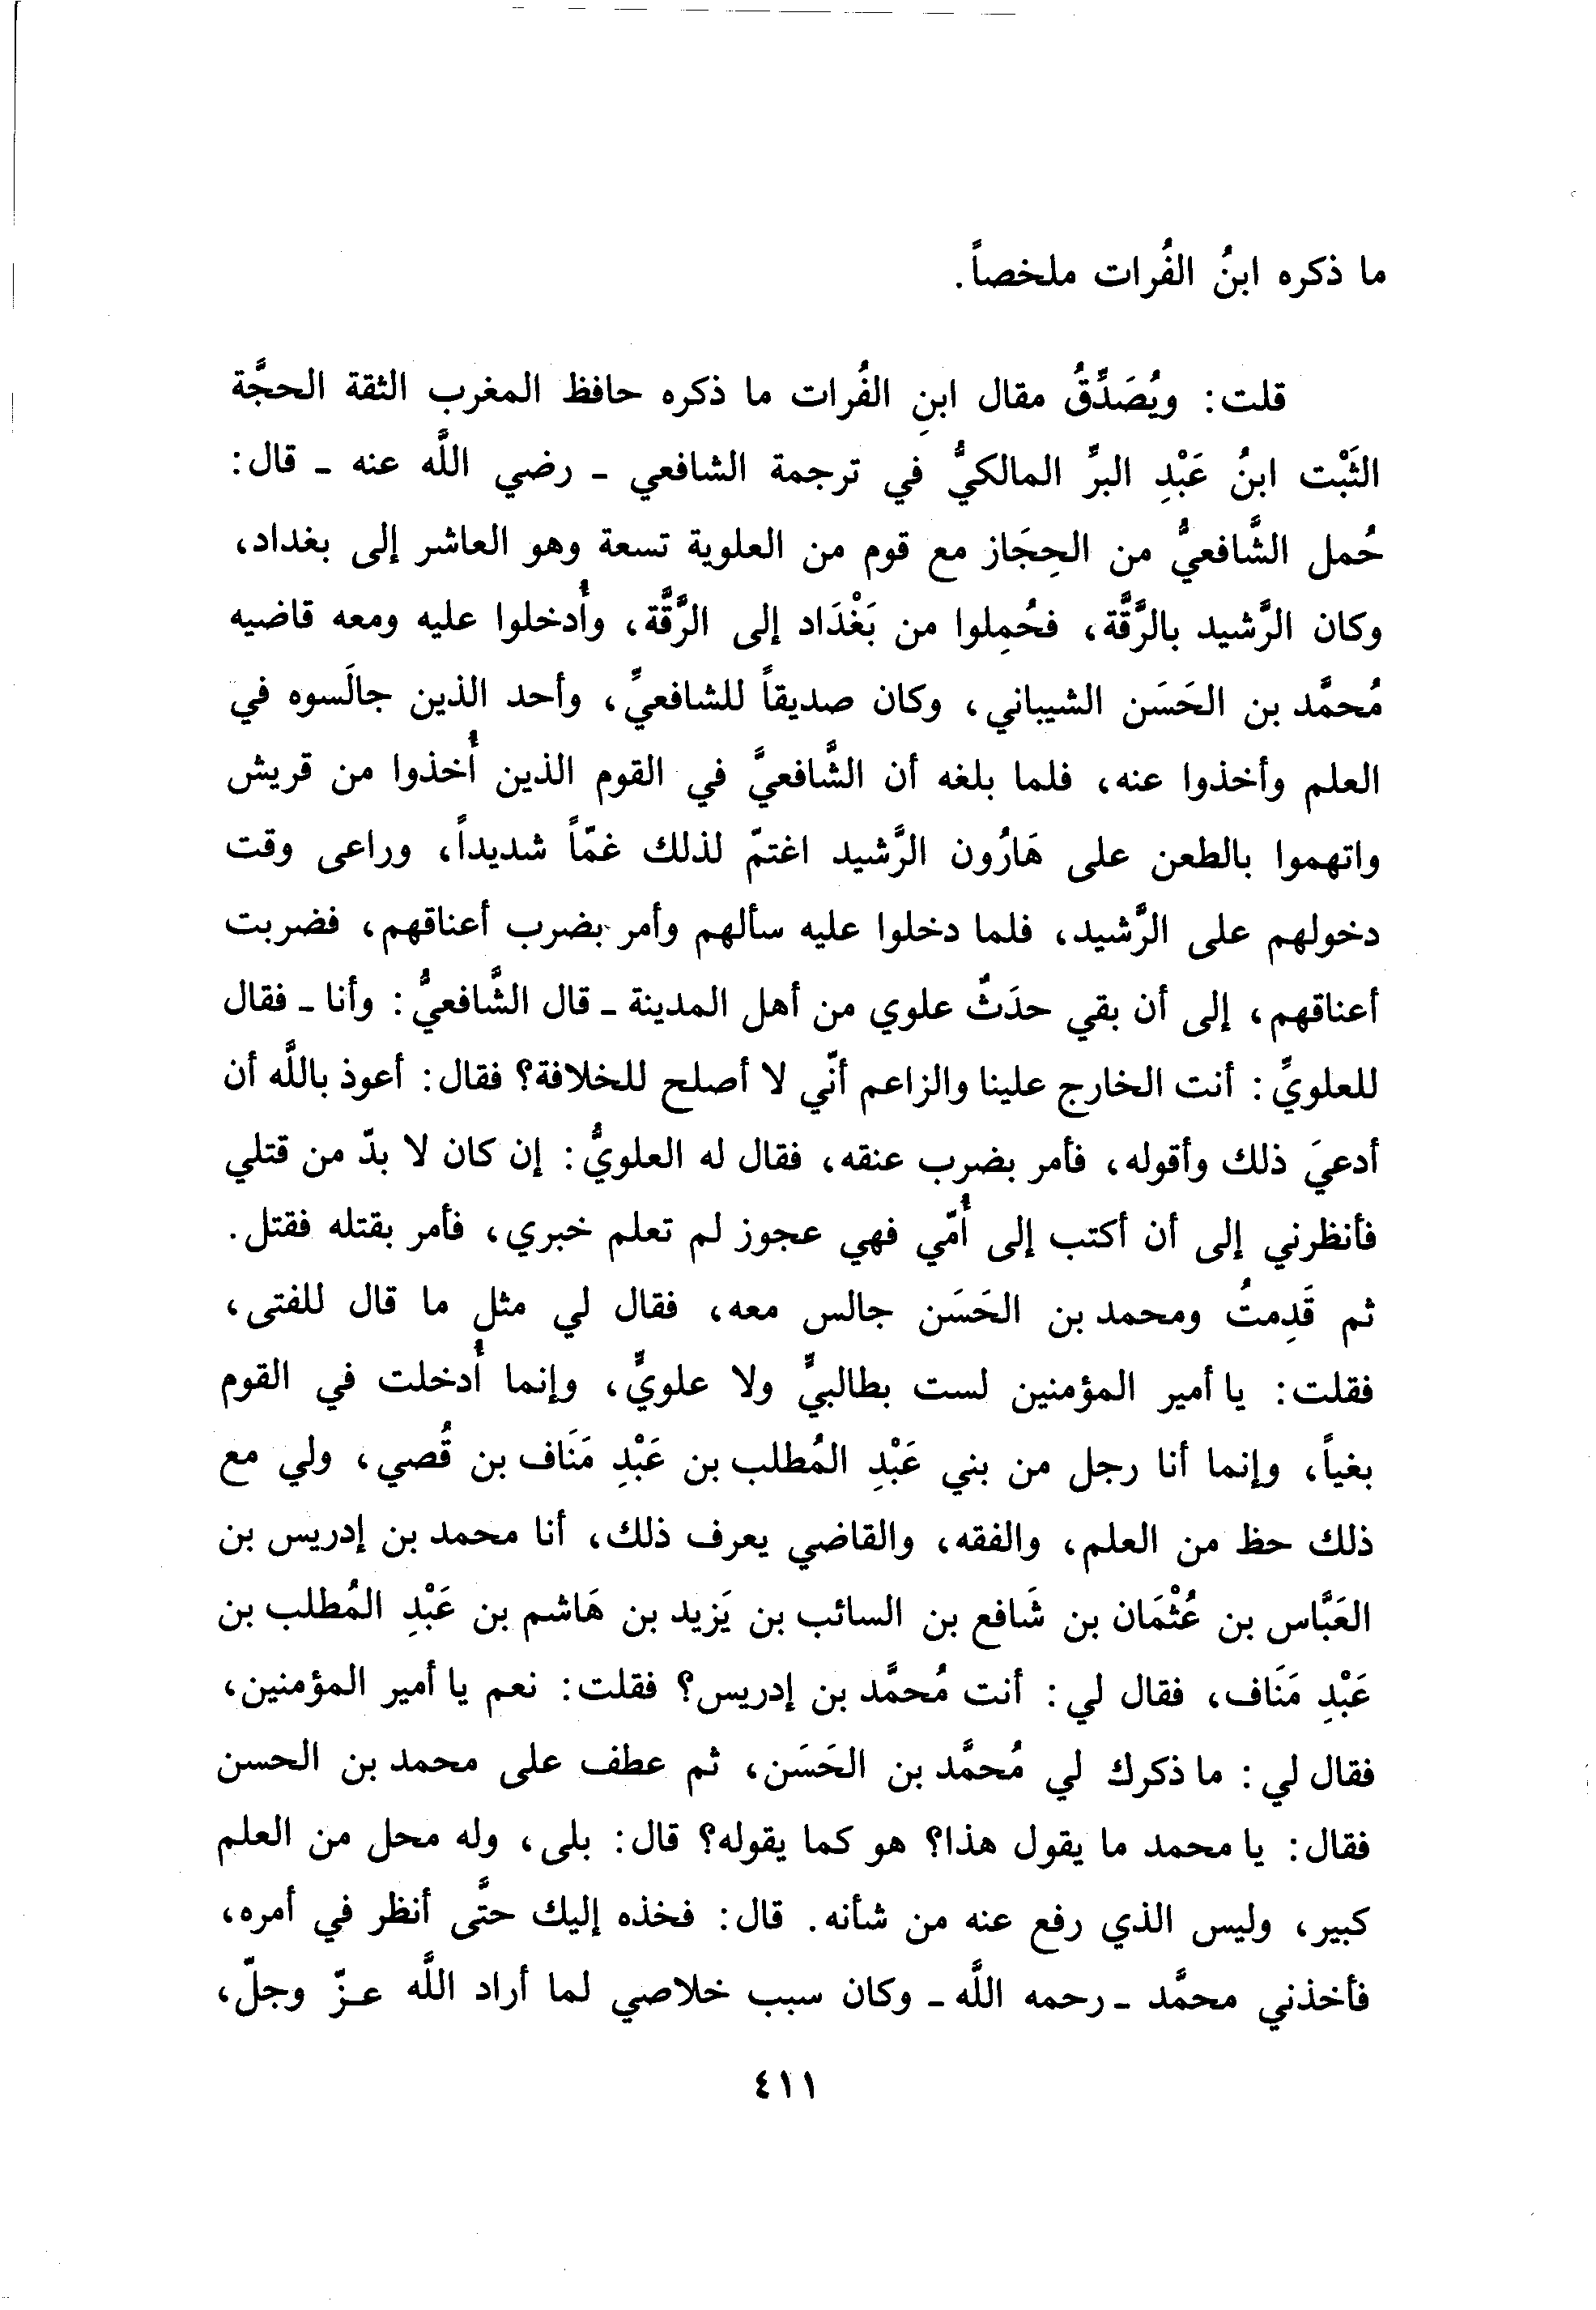 ما ذكره ابنُ الفُرات ملخصاً.
قلت: ويُصَدِّقُ مقال ابنِ الفُرات ما ذكره حافظ المغرب الثقة الحجَّة
الثَبْت ابنُ عَبْدِ البرِّ المالكيُّ في ترجمة الشافعي ـ رضي اللَّه عنه ـ قال:
حُمل الشَّافعيُّ من الحِجَاز مع قوم من العلوية تسعة وهو العاشر إلى بغداد،
وكان الرَّشيد بالرَّقَّة، فحُمِلوا من بَغْدَاد إلى الرَّقَّة، وأُدخلوا عليه ومعه قاضيه
مُحمَّد بن الحَسَن الشيباني، وكان صديقاً للشافعيِّ، وأحد الذين جالَسوه في
العلم وأخذوا عنه، فلما بلغه أن الشَّافعيَّ في القوم الذين أُخذوا من قريش
واتهموا بالطعن على هَارُون الرَّشيد اغتمّ لذلك غمّاً شديداً، وراعى وقت
دخولهم على الرَّشيد، فلما دخلوا عليه سألهم وأمر بضرب أعناقهم، فضربت
أعناقهم، إلى أن بقي حدَثٌ علوي من أهل المدينة ـ قال الشَّافعيُّ: وأنا ـ فقال
للعلويِّ: أنت الخارج علينا والزاعم أنّي لا أصلح للخلافة؟ فقال: أعوذ باللَّه أن
أدعيَ ذلك وأقوله، فأمر بضرب عنقه، فقال له العلويُّ: إن كان لا بدّ من قتلي
فأنظرني إلى أن أكتب إلى أُمّي فهي عجوز لم تعلم خبري، فأمر بقتله فقتل.
ثم قَدِمتُ ومحمد بن الحَسَن جالس معه، فقال لي مثل ما قال للفتى،
فقلت: يا أمير المؤمنين لست بطالبيٍّ ولا علويٍّ، وإنما أُدخلت في القوم
بغياً، وإنما أنا رجل من بني عَبْدِ المُطلب بن عَبْدِ مَنَاف بن قُصي، ولي مع
ذلك حظ من العلم، والفقه، والقاضي يعرف ذلك، أنا محمد بن إدريس بن
العَبَّاس بن عُثْمَان بن شَافع بن السائب بن يَزيد بن هَاشم بن عَبْدِ المُطلب بن
عَبْدِ مَنَاف، فقال لي: أنت مُحمَّد بن إدريس؟ فقلت: نعم يا أمير المؤمنين،
فقال لي: ما ذكرك لي مُحمَّد بن الحَسَن، ثم عطف على محمد بن الحسن
فقال: يا محمد ما يقول هذا؟ هو كما يقوله؟ قال: بلى، وله محل من العلم
كبير، وليس الذي رفع عنه من شأنه. قال: فخذه إليك حتَّى أنظر في أمره،
فأخذني محمَّد ـ رحمه اللَّه ـ وكان سبب خلاصي لما أراد اللَّه عـزّ وجلّ،
٤١١